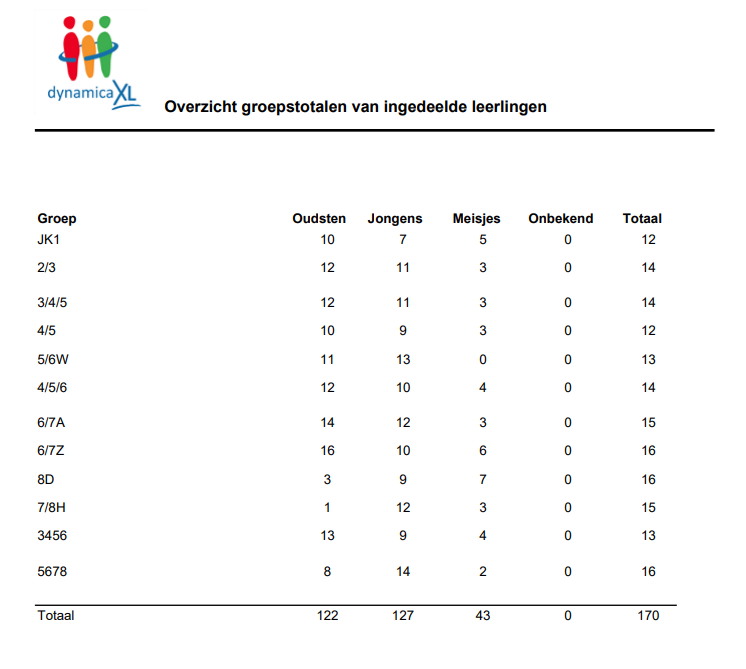 dynamicaXL
Overzicht groepstotalen van ingedeelde leerlingen
Groep Oudsten Jongens Meisjes Onbekend Totaal
JK1 10 7 5 0 12
2/3 12 11 3 0 14
3/4/5 12 11 3 0 14
4/5 10 9 3 0 12
5/6W 11 13 0 0 13
4/5/6 12 10 4 0 14
6/7A 14 12 3 0 15
6/7Z 16 10 6 0 16
8D 3 9 7 0 16
7/8H 1 12 3 0 15
3456 13 9 4 0 13
5678 8 14 2 0 16
Totaal 122 127 43 0 170